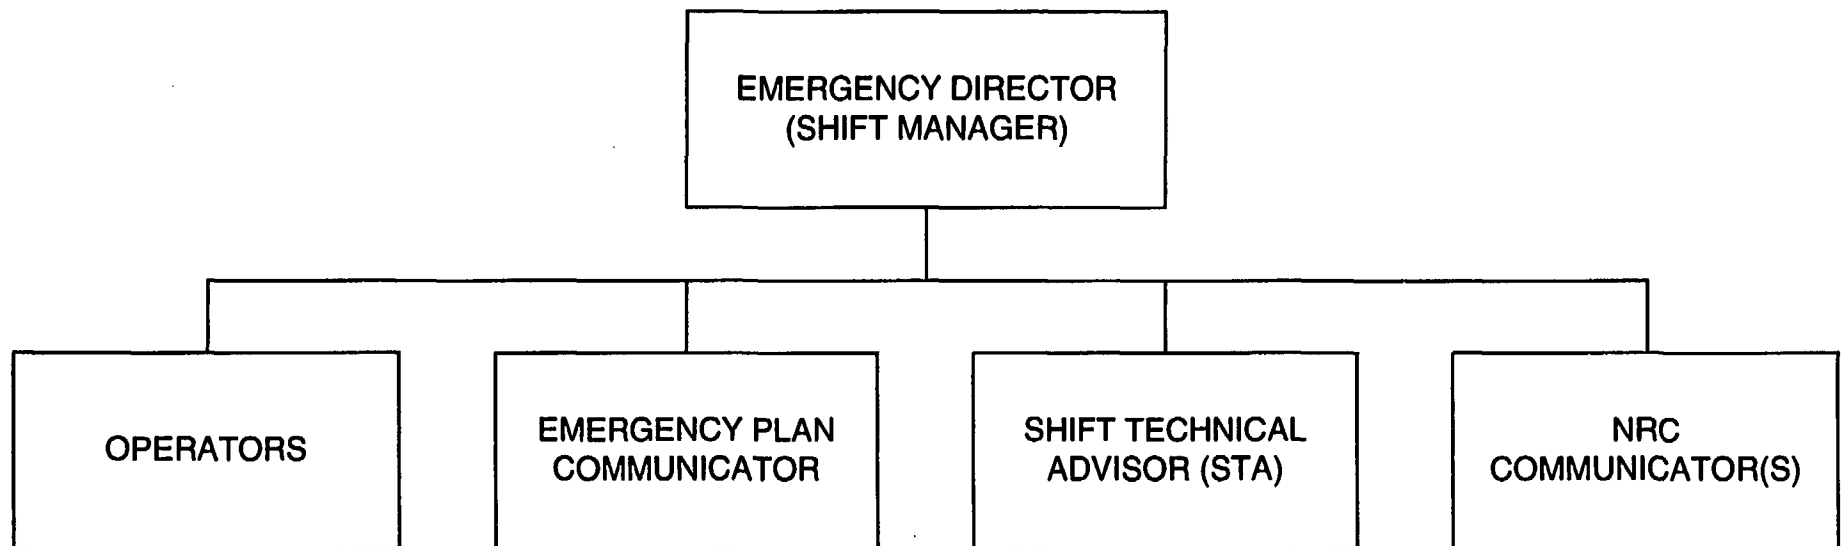 EMERGENCY DIRECTOR
(SHIFT MANAGER)
OPERATORS
EMERGENCY PLAN
COMMUNICATOR
SHIFT TECHNICAL
ADVISOR (STA)
NRC
COMMUNICATOR(S)